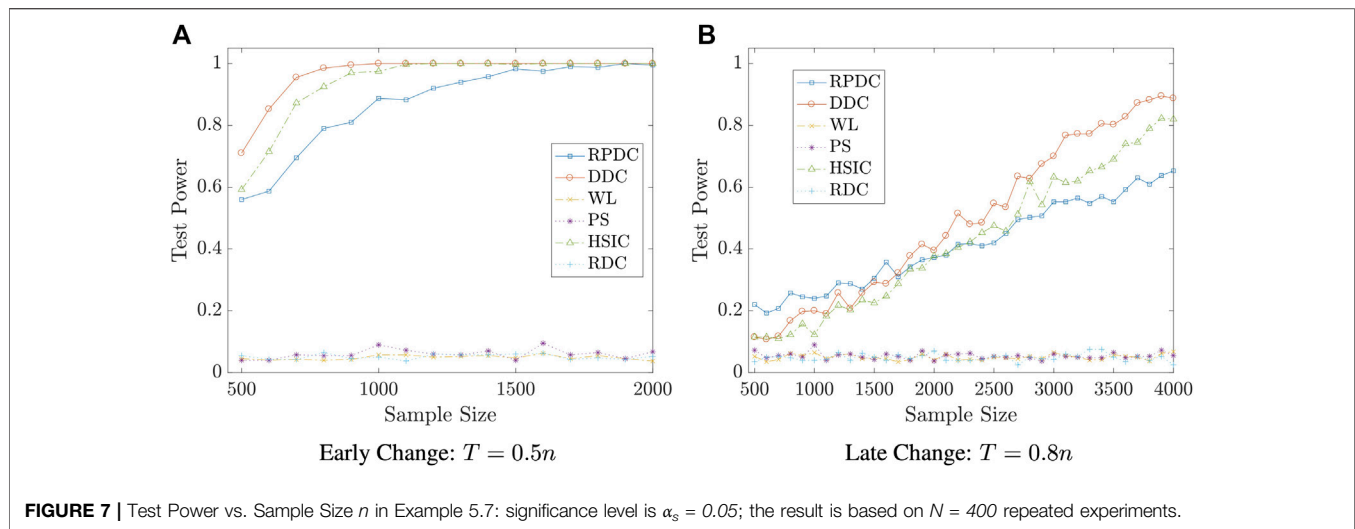 A
Test Power
1
0.8
0.6
0.4
0.2
0
RPDC
DDC
WL
PS
HSIC
RDC
500 1000 1500 2000
Sample Size
Early Change: T = 0.5n
B
Test Power
1
0.8
0.6
0.4
0.2
0
RPDC
DDC
WL
PS
HSIC
RDC
500 1000 1500 2000 2500 3000 3500 4000
Sample Size
Late Change: T = 0.8n
FIGURE 7 | Test Power vs. Sample Size n in Example 5.7: significance level is αs = 0.05; the result is based on N = 400 repeated experiments.